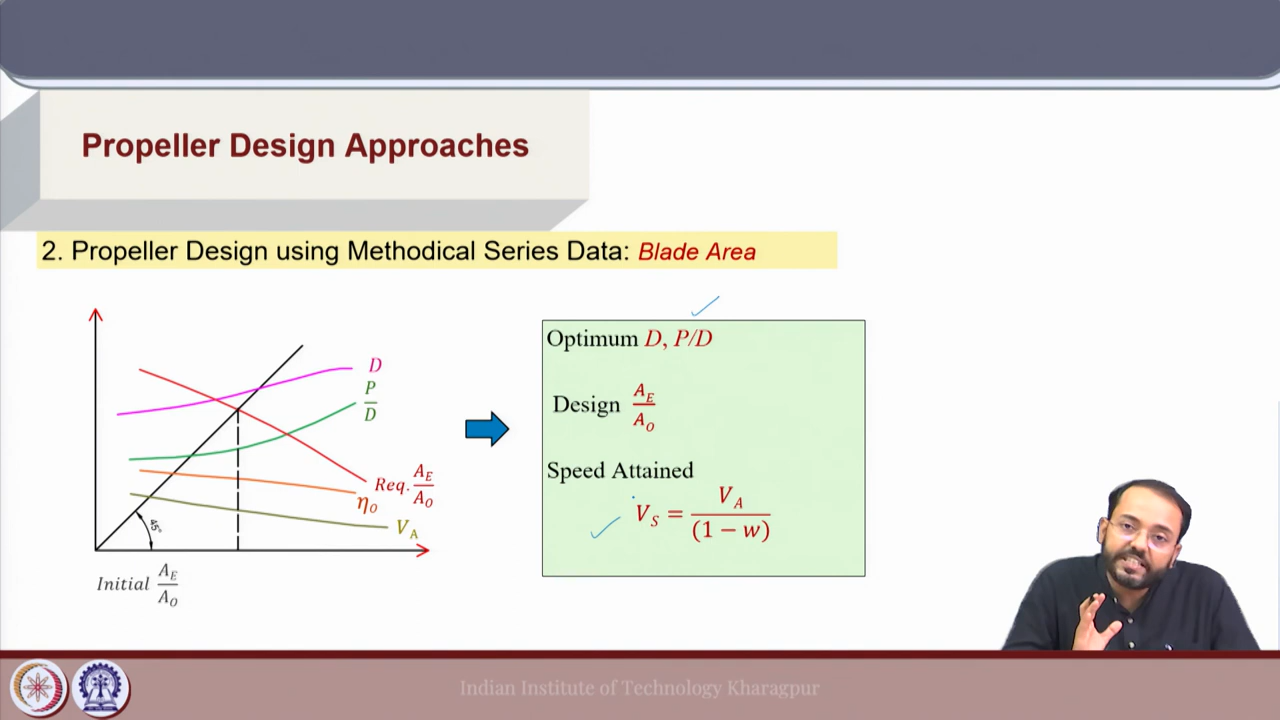 Propeller Design Approaches
2. Propeller Design using Methodical Series Data: Blade Area
D
P/D
Req. A_E/A_O
η_O
V_A
45°
Initial A_E/A_O
Optimum D, P/D
Design A_E/A_O
Speed Attained
V_S = V_A/(1 − w)
Indian Institute of Technology Kharagpur